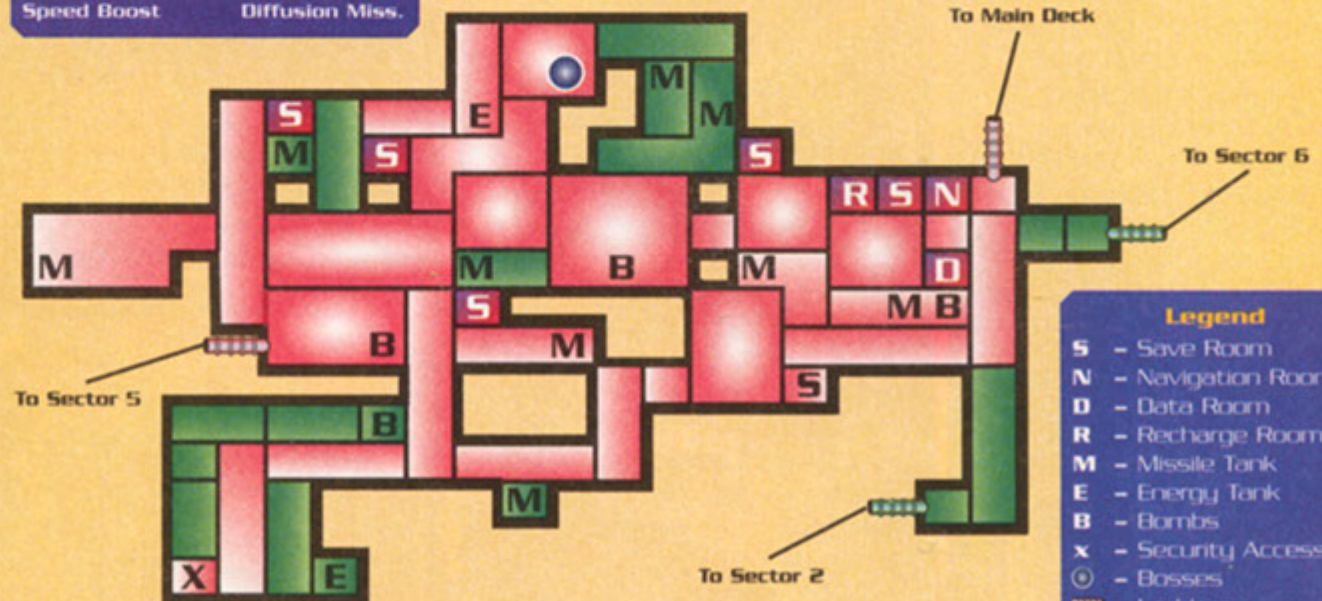 Speed Boost Diffusion Miss.
To Main Deck
To Sector 6
E
M
M
S
M
S
S
R S N
M
M
B
M
D
S
M B
B
M
To Sector 5
S
B
M
X
E
To Sector 2
Legend
S - Save Room
N - Navigation Room
D - Data Room
R - Recharge Room
M - Missile Tank
E - Energy Tank
B - Bombs
x - Security Access
- Bosses